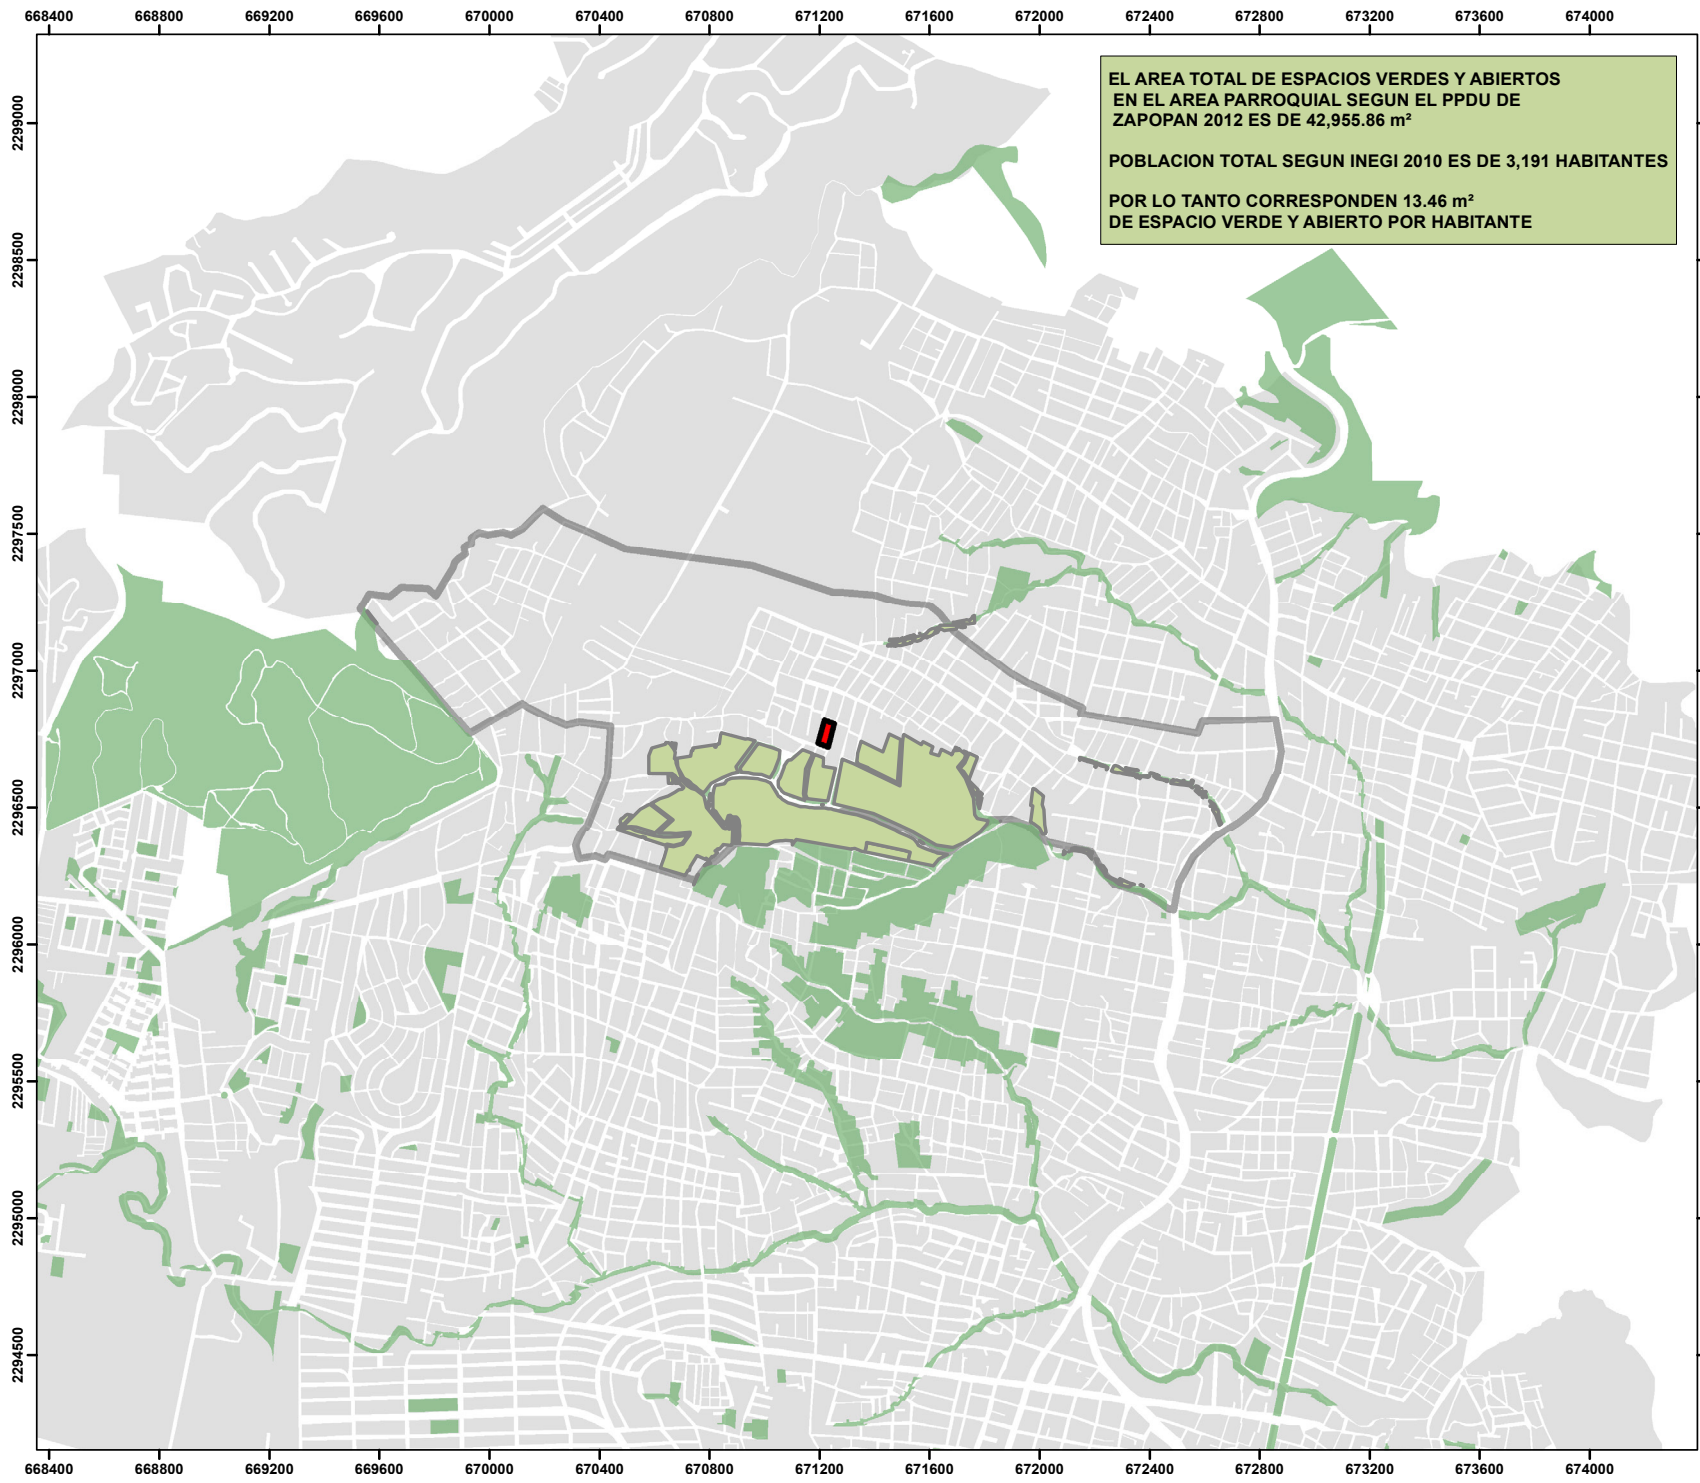 668400 668800 669200 669600 670000 670400 670800 671200 671600 672000 672400 672800 673200 673600 674000
EL AREA TOTAL DE ESPACIOS VERDES Y ABIERTOS
EN EL AREA PARROQUIAL SEGUN EL PPDU DE
ZAPOPAN 2012 ES DE 42,955.86 m²
POBLACION TOTAL SEGUN INEGI 2010 ES DE 3,191 HABITANTES
POR LO TANTO CORRESPONDEN 13.46 m²
DE ESPACIO VERDE Y ABIERTO POR HABITANTE
2299000
2298500
2298000
2297500
2297000
2296500
2296000
2295500
2295000
2294500
668400 668800 669200 669600 670000 670400 670800 671200 671600 672000 672400 672800 673200 673600 674000